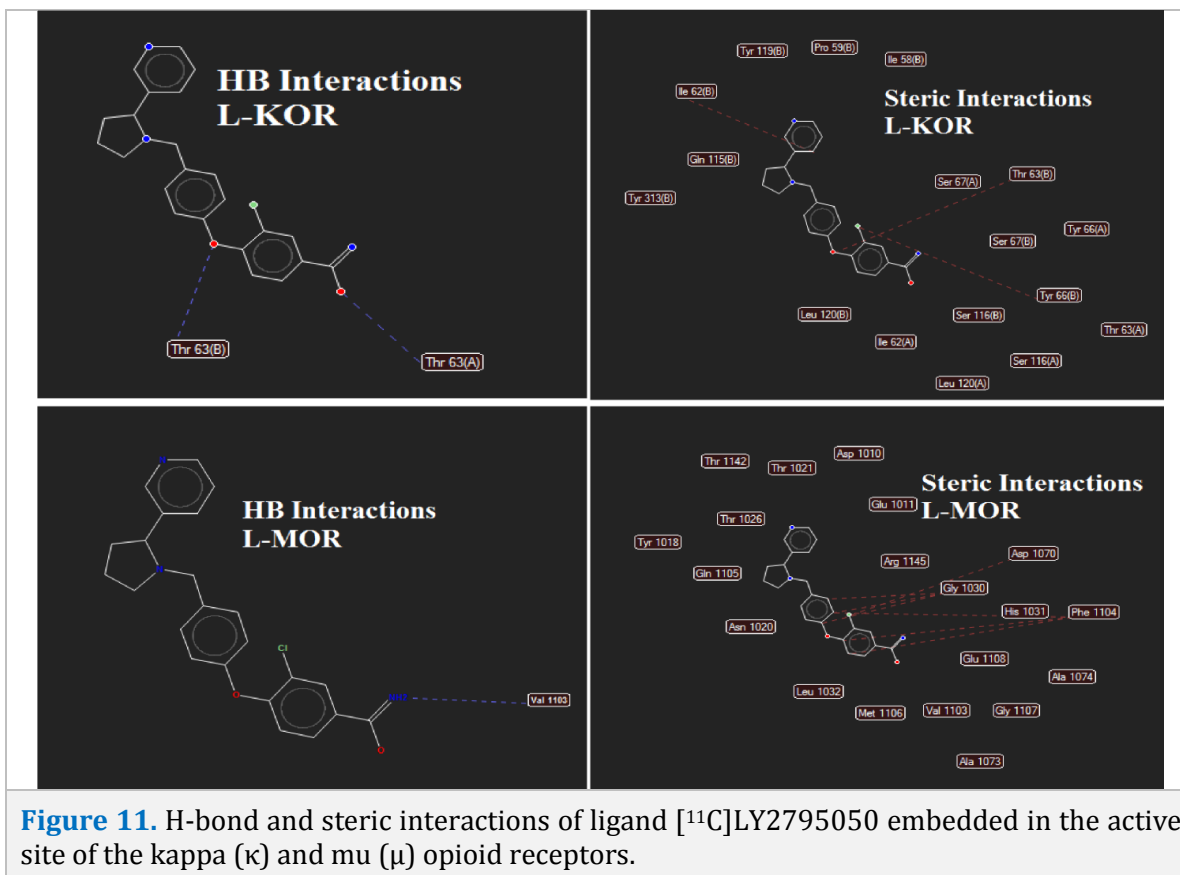 HB Interactions
L-KOR
Thr 63(B)
Thr 63(A)
Tyr 119(B)
Pro 59(B)
Ile 58(B)
Ile 62(B)
Steric Interactions
L-KOR
Gln 115(B)
Ser 67(A)
Thr 63(B)
Tyr 313(B)
Tyr 66(A)
Ser 67(B)
Tyr 66(B)
Leu 120(B)
Ser 116(B)
Thr 63(A)
Ile 62(A)
Ser 116(A)
Leu 120(A)
N
HB Interactions
L-MOR
N
Cl
O
Val 1103
O
Asp 1010
Thr 1142
Thr 1021
Steric Interactions
L-MOR
Glu 1011
Thr 1026
Tyr 1018
Asp 1070
Arg 1145
Gln 1105
Gly 1030
His 1031
Phe 1104
Asn 1020
Glu 1108
Ala 1074
Leu 1032
Met 1106
Val 1103
Gly 1107
Ala 1073
Figure 11. H-bond and steric interactions of ligand [¹¹C]LY2795050 embedded in the active
site of the kappa (κ) and mu (μ) opioid receptors.